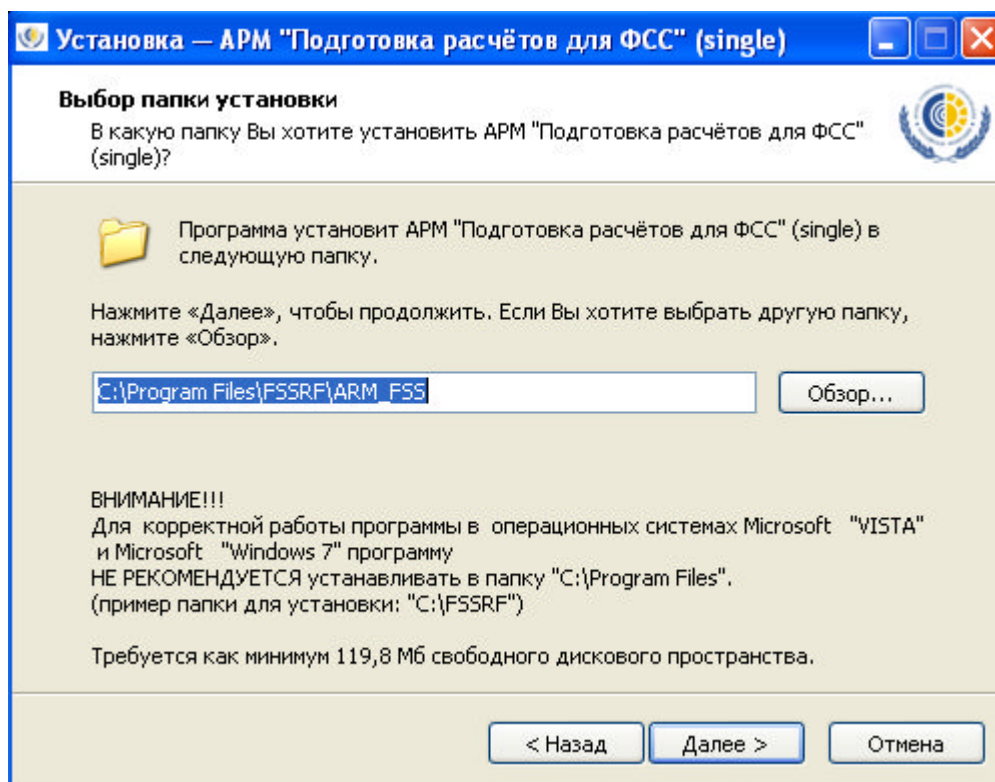 Установка — АРМ "Подготовка расчётов для ФСС" (single)
Выбор папки установки
В какую папку Вы хотите установить АРМ "Подготовка расчётов для ФСС"
(single)?
Программа установит АРМ "Подготовка расчётов для ФСС" (single) в
следующую папку.
Нажмите «Далее», чтобы продолжить. Если Вы хотите выбрать другую папку,
нажмите «Обзор».
C:\Program Files\FSSRF\ARM_FSS
Обзор...
ВНИМАНИЕ!!!
Для корректной работы программы в операционных системах Microsoft "VISTA"
и Microsoft "Windows 7" программу
НЕ РЕКОМЕНДУЕТСЯ устанавливать в папку "C:\Program Files".
(пример папки для установки: "C:\FSSRF")
Требуется как минимум 119,8 Мб свободного дискового пространства.
< Назад
Далее >
Отмена